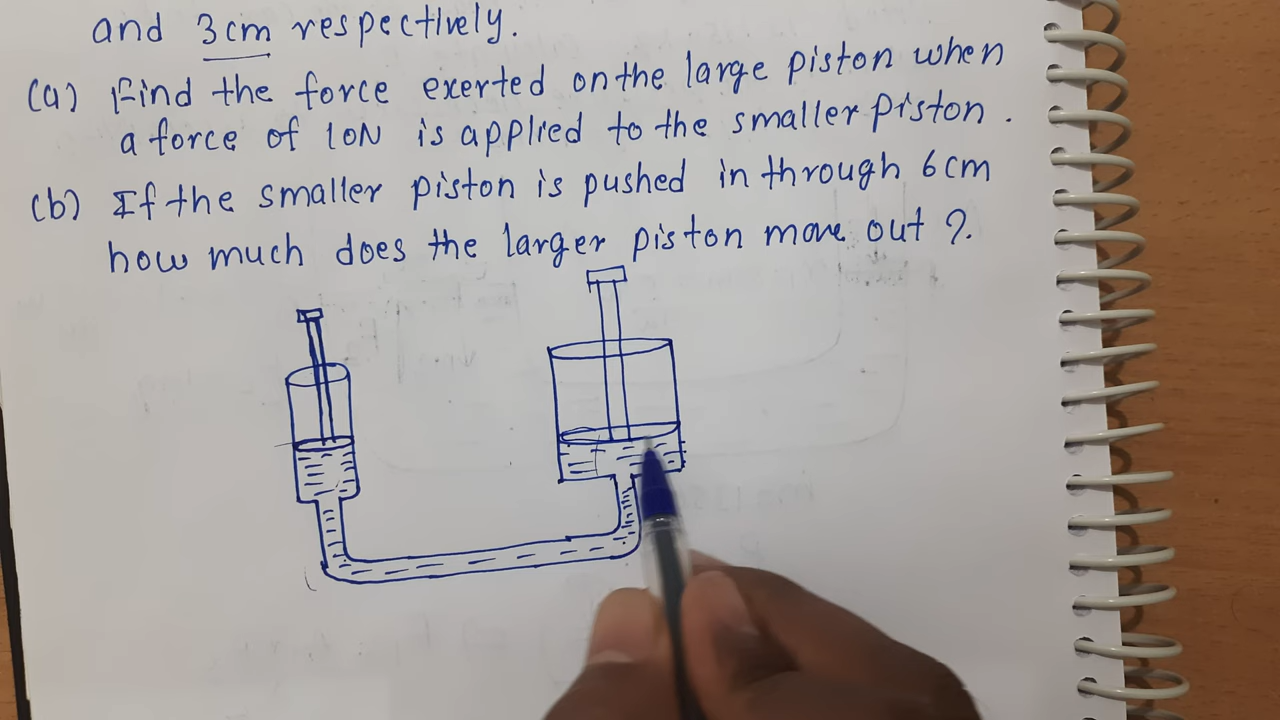 and 3cm respectively.
(a) Find the force exerted on the large piston when
a force of 10N is applied to the smaller piston.
(b) If the smaller piston is pushed in through 6cm
how much does the larger piston move out ?.